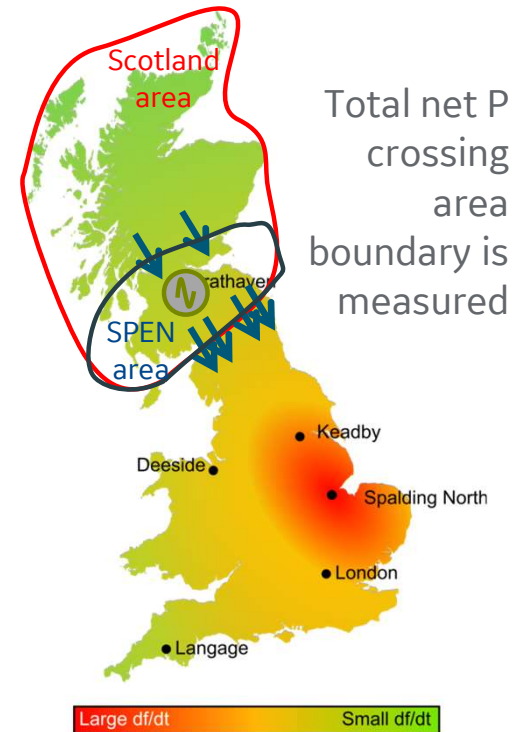 Scotland
area
Total net P
crossing
area
boundary is
measured
rathaven
SPEN
area
Keadby
Deeside
Spalding North
London
Langage
Large df/dt
Small df/dt